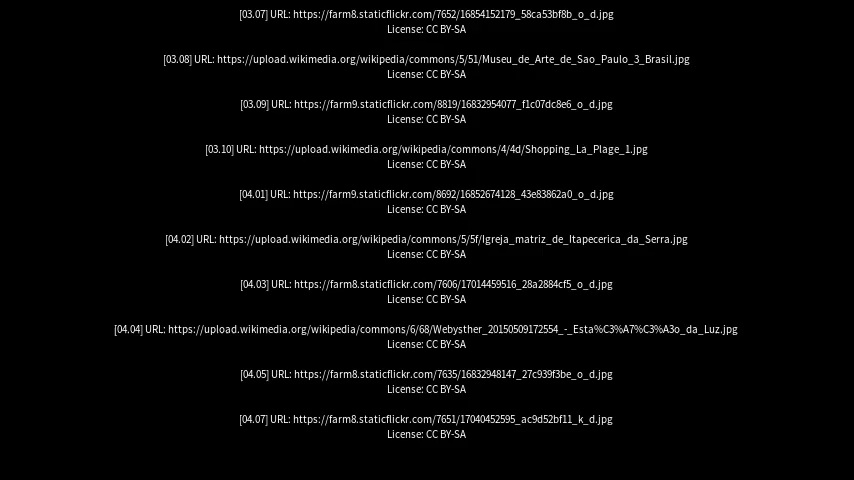 [03.07] URL: https://farm8.staticflickr.com/7652/16854152179_58ca53bf8b_o_d.jpg
License: CC BY-SA
[03.08] URL: https://upload.wikimedia.org/wikipedia/commons/5/51/Museu_de_Arte_de_Sao_Paulo_3_Brasil.jpg
License: CC BY-SA
[03.09] URL: https://farm9.staticflickr.com/8819/16832954077_f1c07dc8e6_o_d.jpg
License: CC BY-SA
[03.10] URL: https://upload.wikimedia.org/wikipedia/commons/4/4d/Shopping_La_Plage_1.jpg
License: CC BY-SA
[04.01] URL: https://farm9.staticflickr.com/8692/16852674128_43e83862a0_o_d.jpg
License: CC BY-SA
[04.02] URL: https://upload.wikimedia.org/wikipedia/commons/5/5f/Igreja_matriz_de_Itapecerica_da_Serra.jpg
License: CC BY-SA
[04.03] URL: https://farm8.staticflickr.com/7606/17014459516_28a2884cf5_o_d.jpg
License: CC BY-SA
[04.04] URL: https://upload.wikimedia.org/wikipedia/commons/6/68/Webysther_20150509172554_-_Esta%C3%A7%C3%A3o_da_Luz.jpg
License: CC BY-SA
[04.05] URL: https://farm8.staticflickr.com/7635/16832948147_27c939f3be_o_d.jpg
License: CC BY-SA
[04.07] URL: https://farm8.staticflickr.com/7651/17040452595_ac9d52bf11_k_d.jpg
License: CC BY-SA